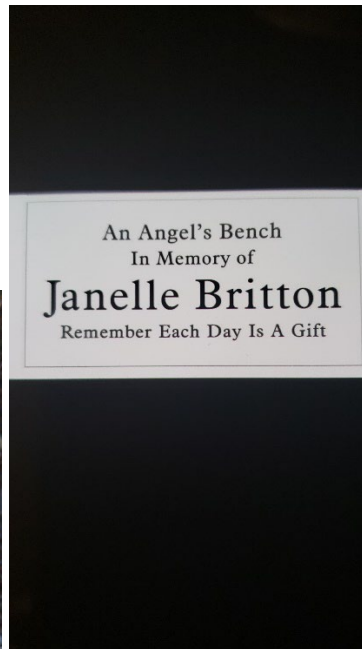 An Angel's Bench
In Memory of
Janelle Britton
Remember Each Day Is A Gift